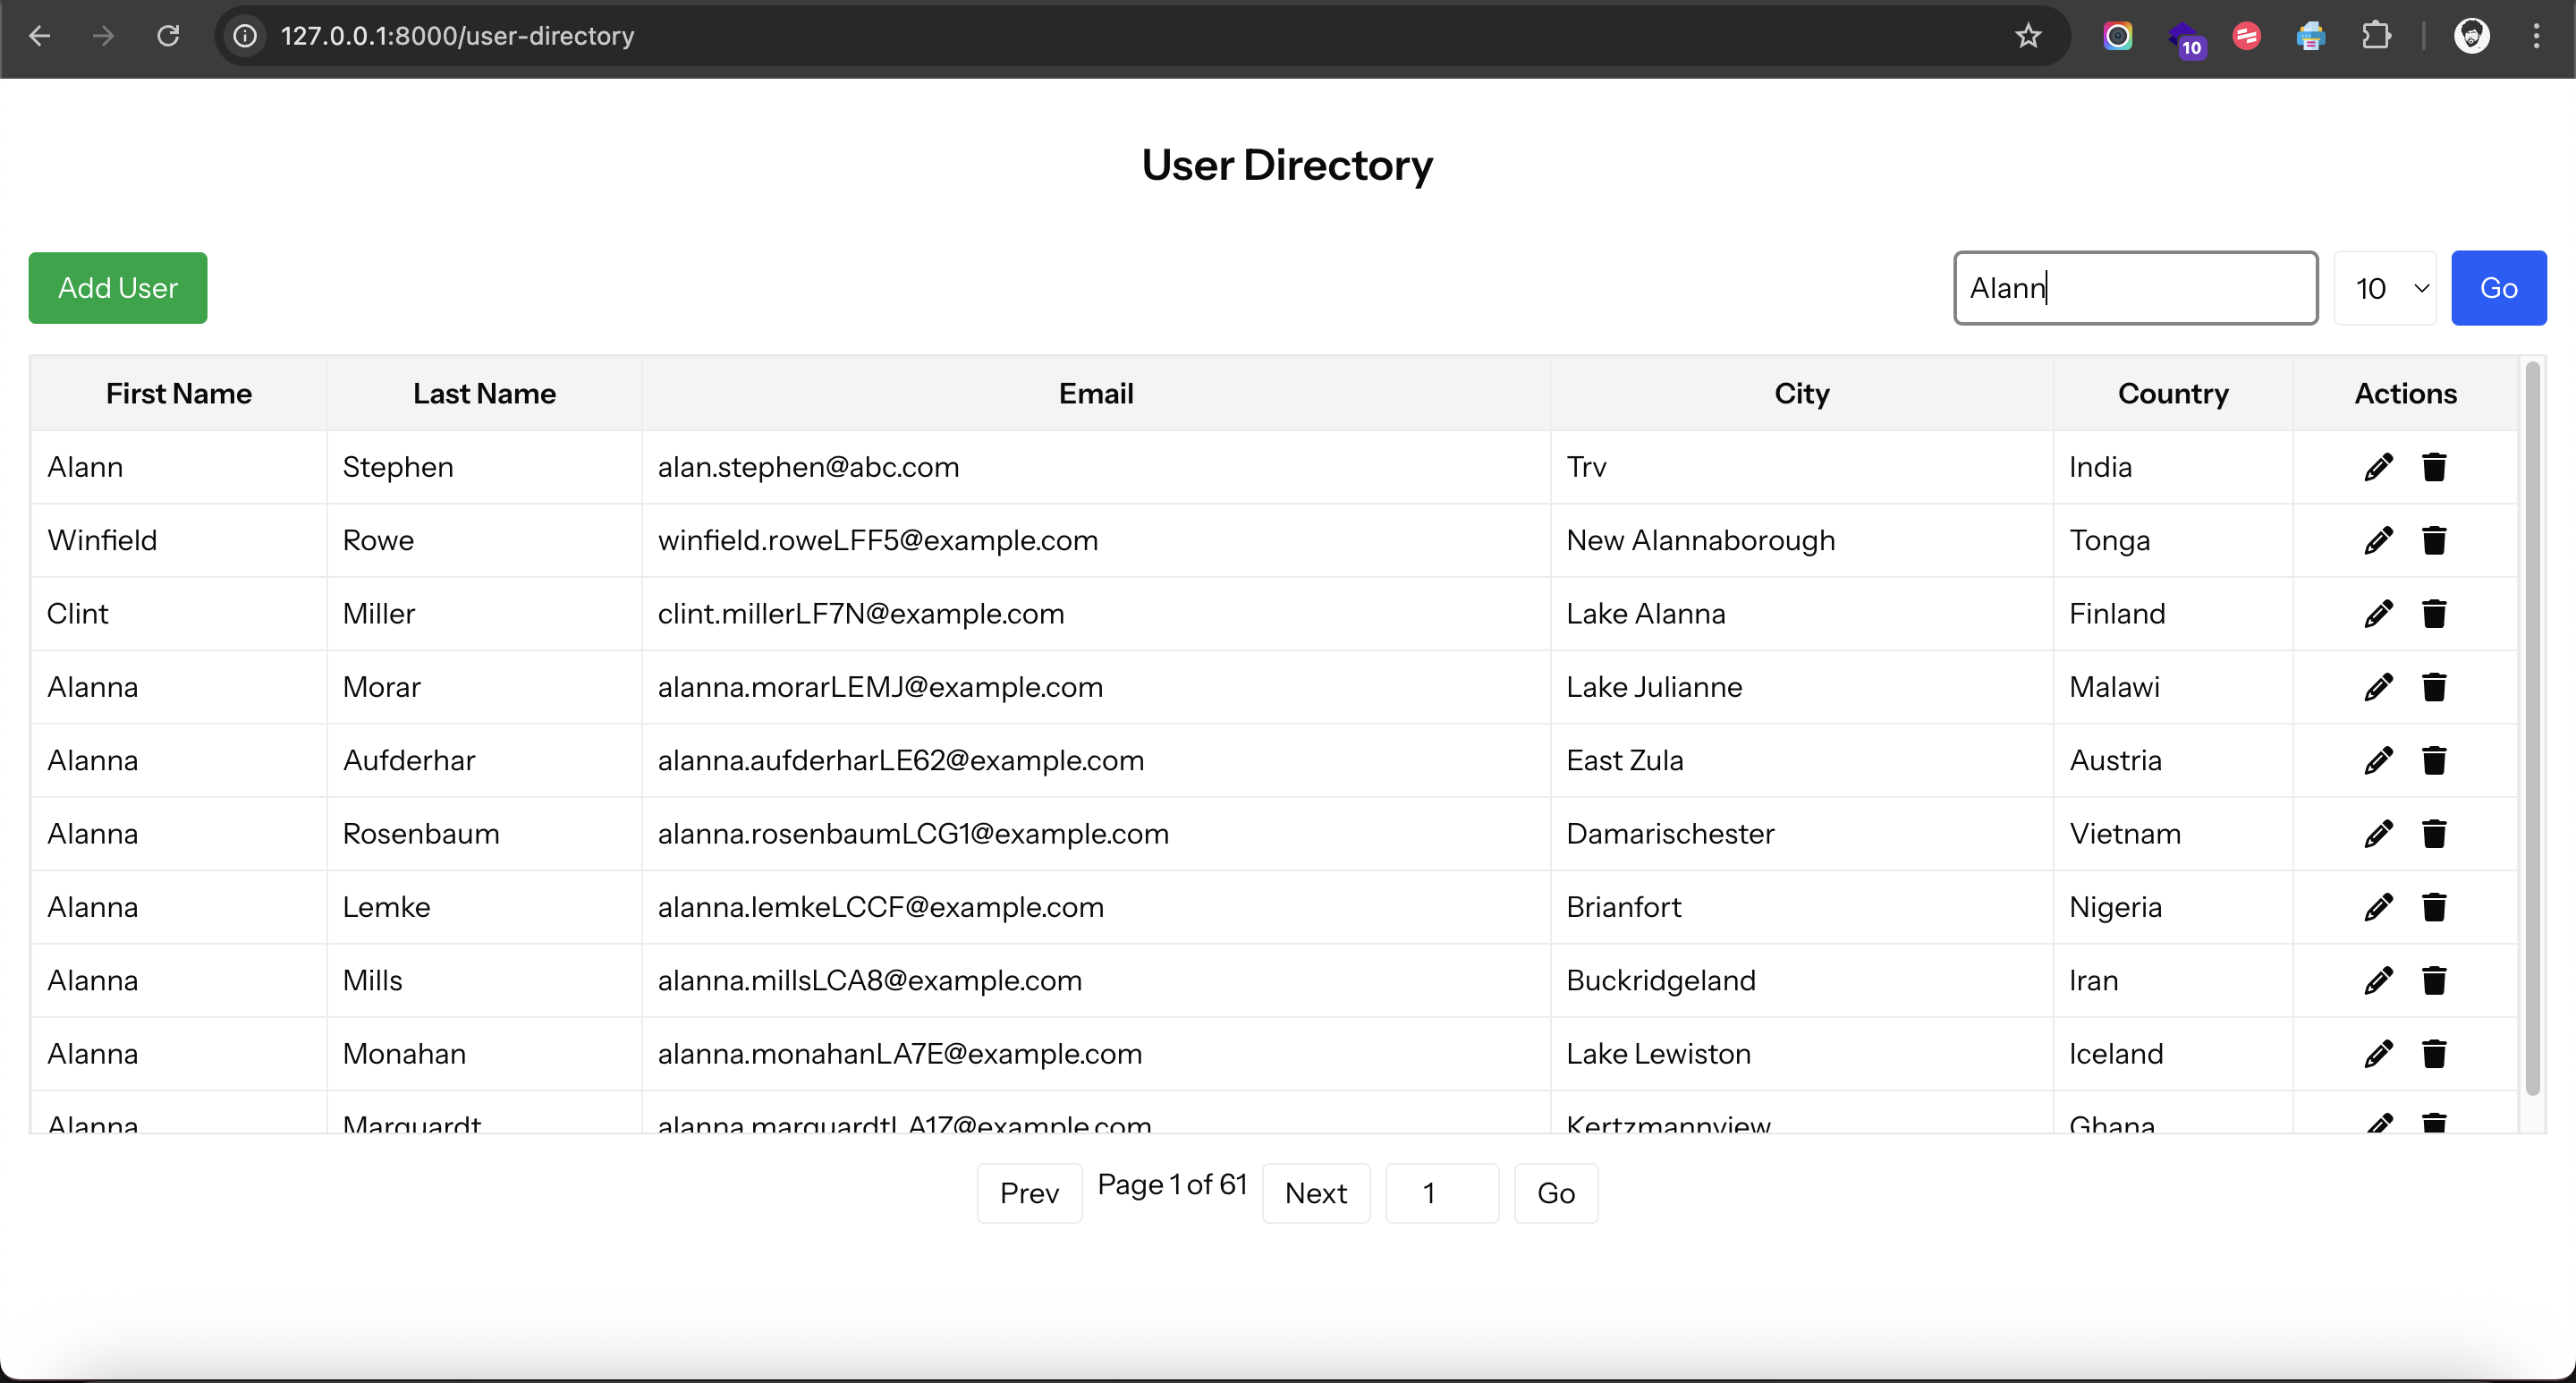 127.0.0.1:8000/user-directory
10
User Directory
Add User
Alann
10
Go
First Name Last Name Email City Country Actions
Alann Stephen alan.stephen@abc.com Trv India
Winfield Rowe winfield.roweLFF5@example.com New Alannaborough Tonga
Clint Miller clint.millerLF7N@example.com Lake Alanna Finland
Alanna Morar alanna.morarLEMJ@example.com Lake Julianne Malawi
Alanna Aufderhar alanna.aufderharLE62@example.com East Zula Austria
Alanna Rosenbaum alanna.rosenbaumLCG1@example.com Damarischester Vietnam
Alanna Lemke alanna.lemkeLCCF@example.com Brianfort Nigeria
Alanna Mills alanna.millsLCA8@example.com Buckridgeland Iran
Alanna Monahan alanna.monahanLA7E@example.com Lake Lewiston Iceland
Alanna Marquardt alanna.marquardtLA1Z@example.com Kertzmannview Ghana
Prev Page 1 of 61 Next 1 Go